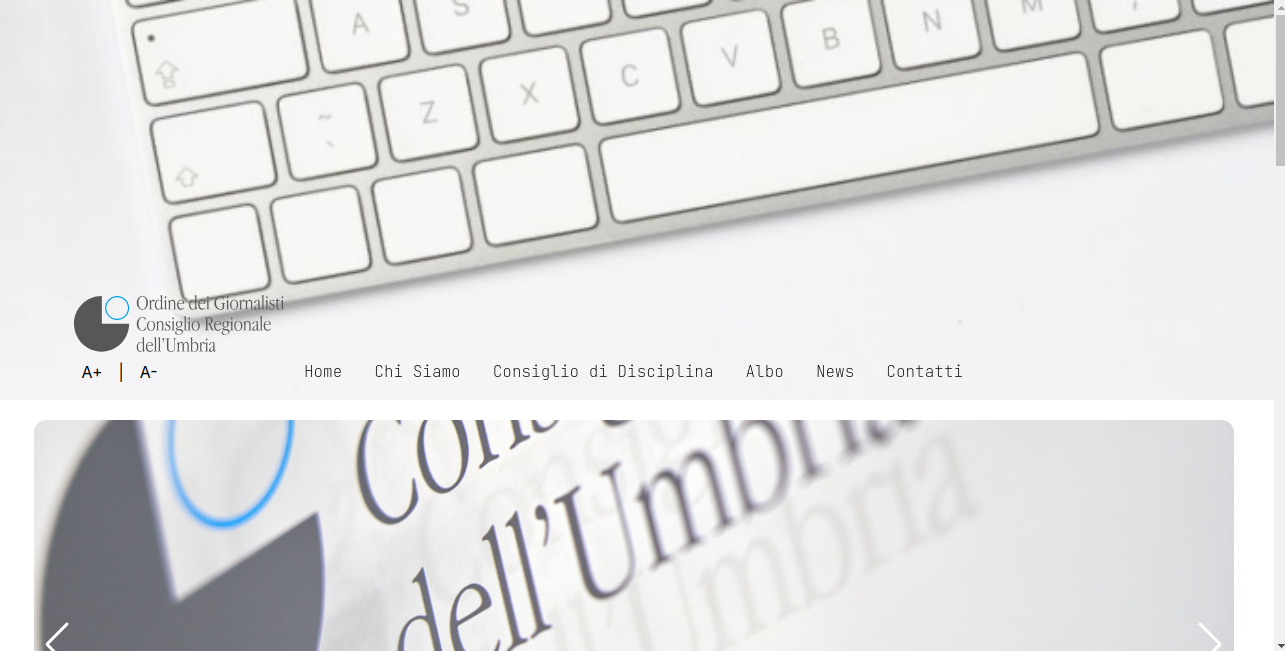 A
S
M
N
B
V
C
X
Z
~
`
Ordine dei Giornalisti
Consiglio Regionale
dell'Umbria
A+ | A-
Home Chi Siamo Consiglio di Disciplina Albo News Contatti
dell'Umbria